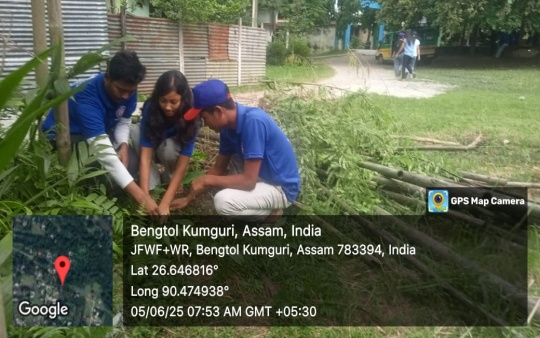 GPS Map Camera
Bengtol Kumguri, Assam, India
JFWF+WR, Bengtol Kumguri, Assam 783394, India
Lat 26.646816°
Long 90.474938°
05/06/25 07:53 AM GMT +05:30
Google